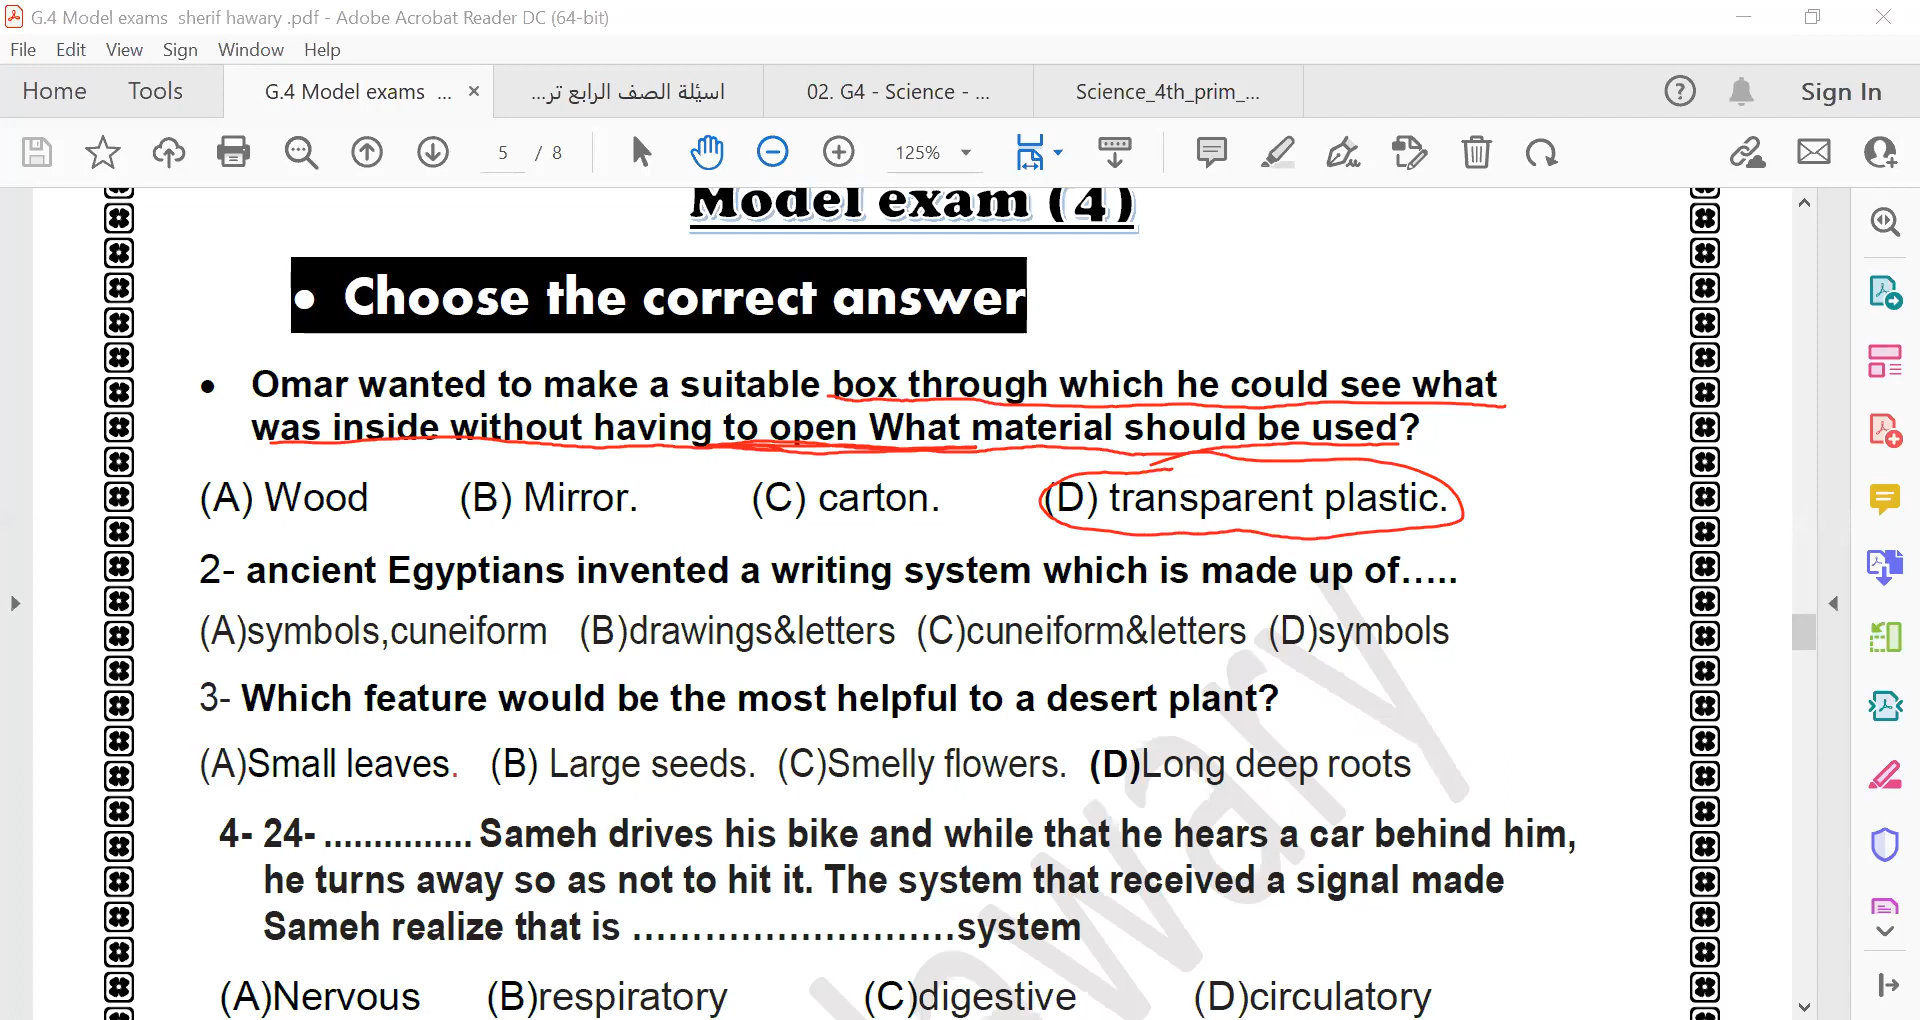 G.4 Model exams  sherif hawary .pdf - Adobe Acrobat Reader DC (64-bit)
File Edit View Sign Window Help
Home Tools G.4 Model exams ... × اسئلة الصف الرابع تر... 02. G4 - Science - ... Science_4th_prim_... Sign In
5 / 8 125%
Model exam (4)
• Choose the correct answer
• Omar wanted to make a suitable box through which he could see what
was inside without having to open What material should be used?
(A) Wood (B) Mirror. (C) carton. (D) transparent plastic.
2- ancient Egyptians invented a writing system which is made up of…..
(A)symbols,cuneiform (B)drawings&letters (C)cuneiform&letters (D)symbols
3- Which feature would be the most helpful to a desert plant?
(A)Small leaves. (B) Large seeds. (C)Smelly flowers. (D)Long deep roots
4- 24- ............... Sameh drives his bike and while that he hears a car behind him,
he turns away so as not to hit it. The system that received a signal made
Sameh realize that is ………………………system
(A)Nervous (B)respiratory (C)digestive (D)circulatory